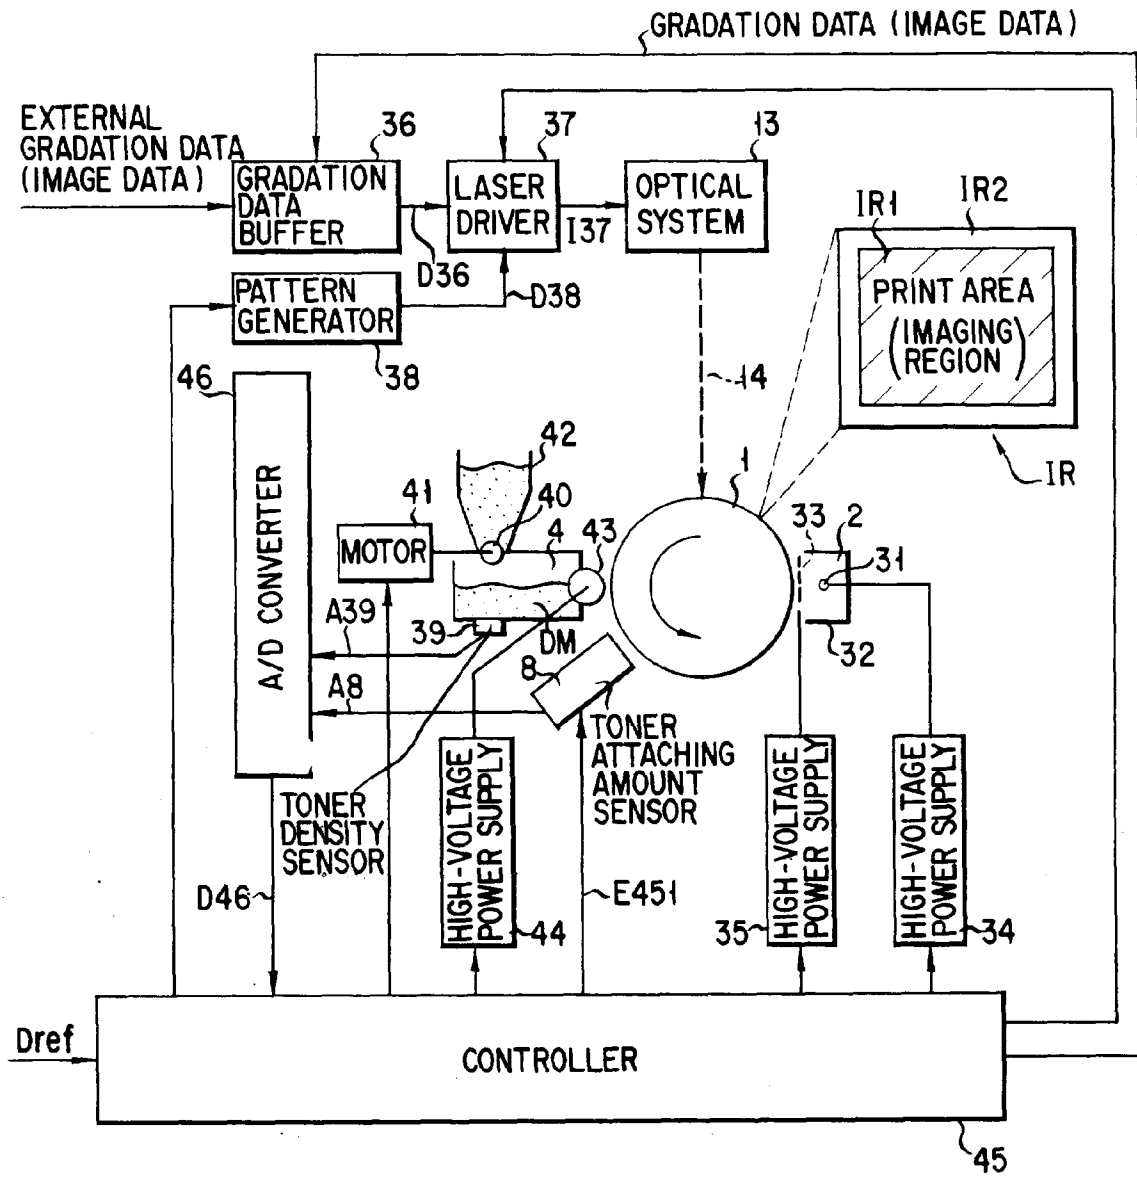 GRADATION DATA (IMAGE DATA)
EXTERNAL
GRADATION DATA
(IMAGE DATA)
36
37
13
GRADATION
DATA
BUFFER
LASER
DRIVER
OPTICAL
SYSTEM
I37
D36
IR1
IR2
PRINT AREA
(IMAGING)
REGION
IR
PATTERN
GENERATOR
D38
38
14
46
A/D CONVERTER
42
41
40
MOTOR
4
43
1
33
2
31
32
39
DM
A39
A8
8
TONER
ATTACHING
AMOUNT
SENSOR
TONER
DENSITY
SENSOR
HIGH-VOLTAGE
POWER SUPPLY
44
HIGH-VOLTAGE
POWER SUPPLY
35
HIGH-VOLTAGE
POWER SUPPLY
34
D46
E451
Dref
CONTROLLER
45